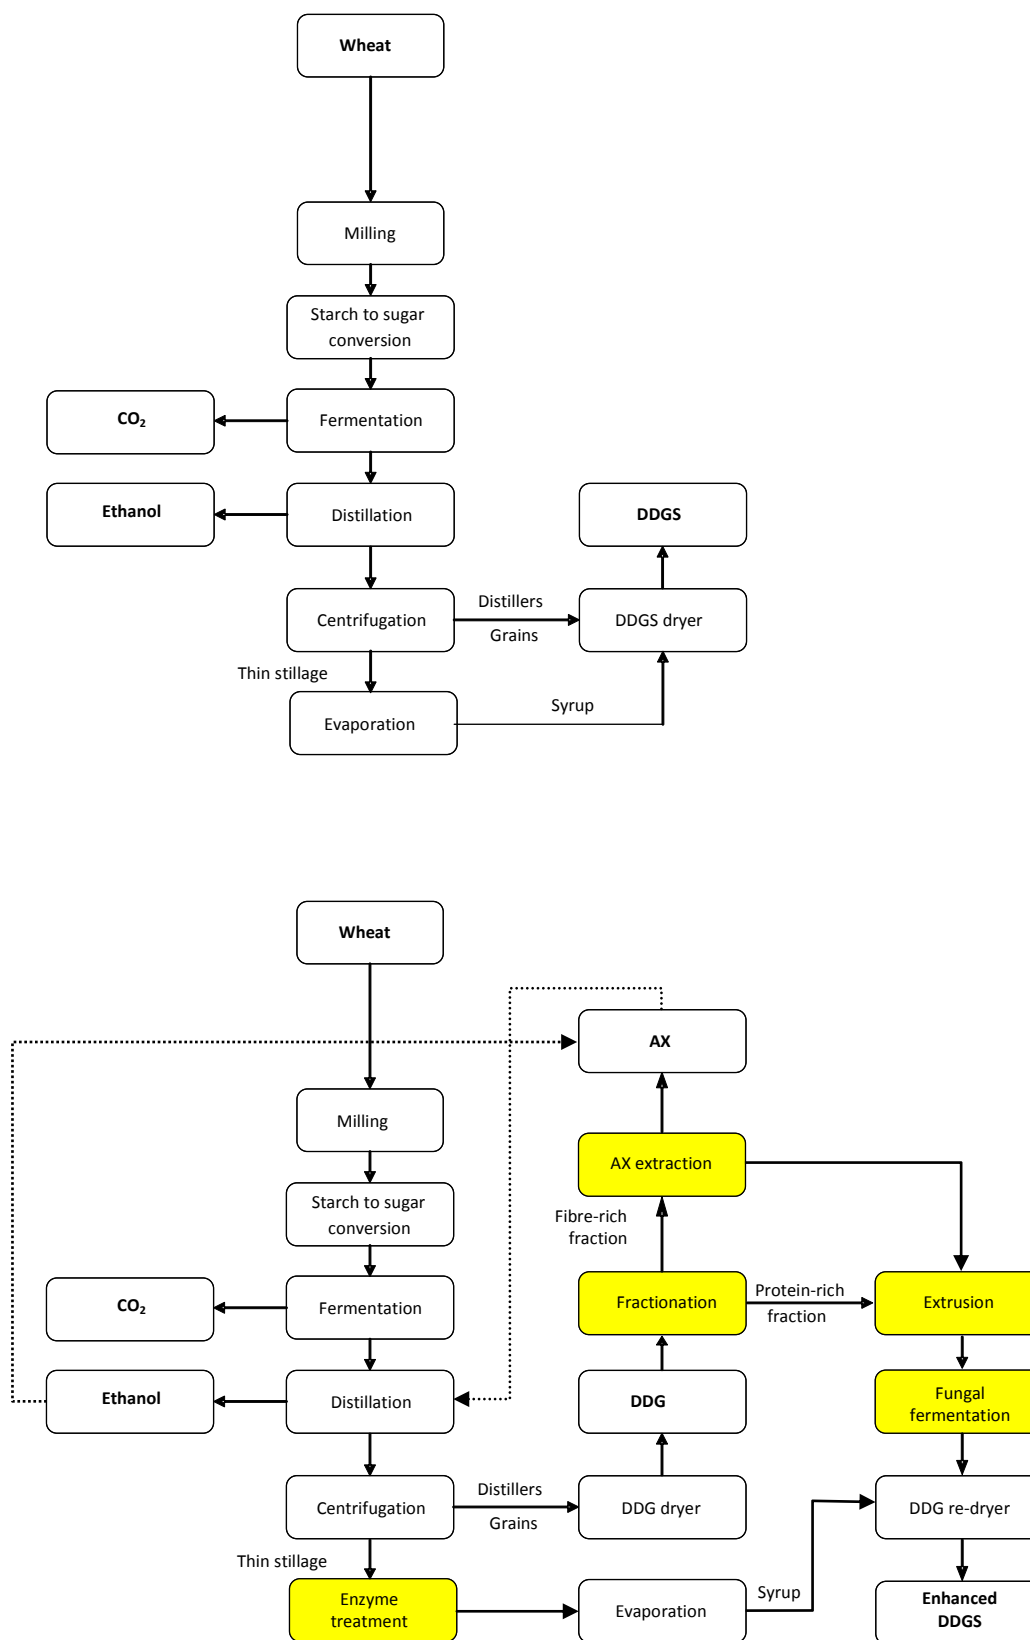 Wheat
Milling
Starch to sugar
conversion
CO₂
Fermentation
Ethanol
Distillation
DDGS
Centrifugation
Distillers
Grains
DDGS dryer
Thin stillage
Evaporation
Syrup
Wheat
AX
Milling
AX extraction
Starch to sugar
conversion
Fibre-rich
fraction
CO₂
Fermentation
Fractionation
Protein-rich
fraction
Extrusion
Ethanol
Distillation
DDG
Fungal
fermentation
Centrifugation
Distillers
Grains
DDG dryer
DDG re-dryer
Thin stillage
Enzyme
treatment
Evaporation
Syrup
Enhanced
DDGS